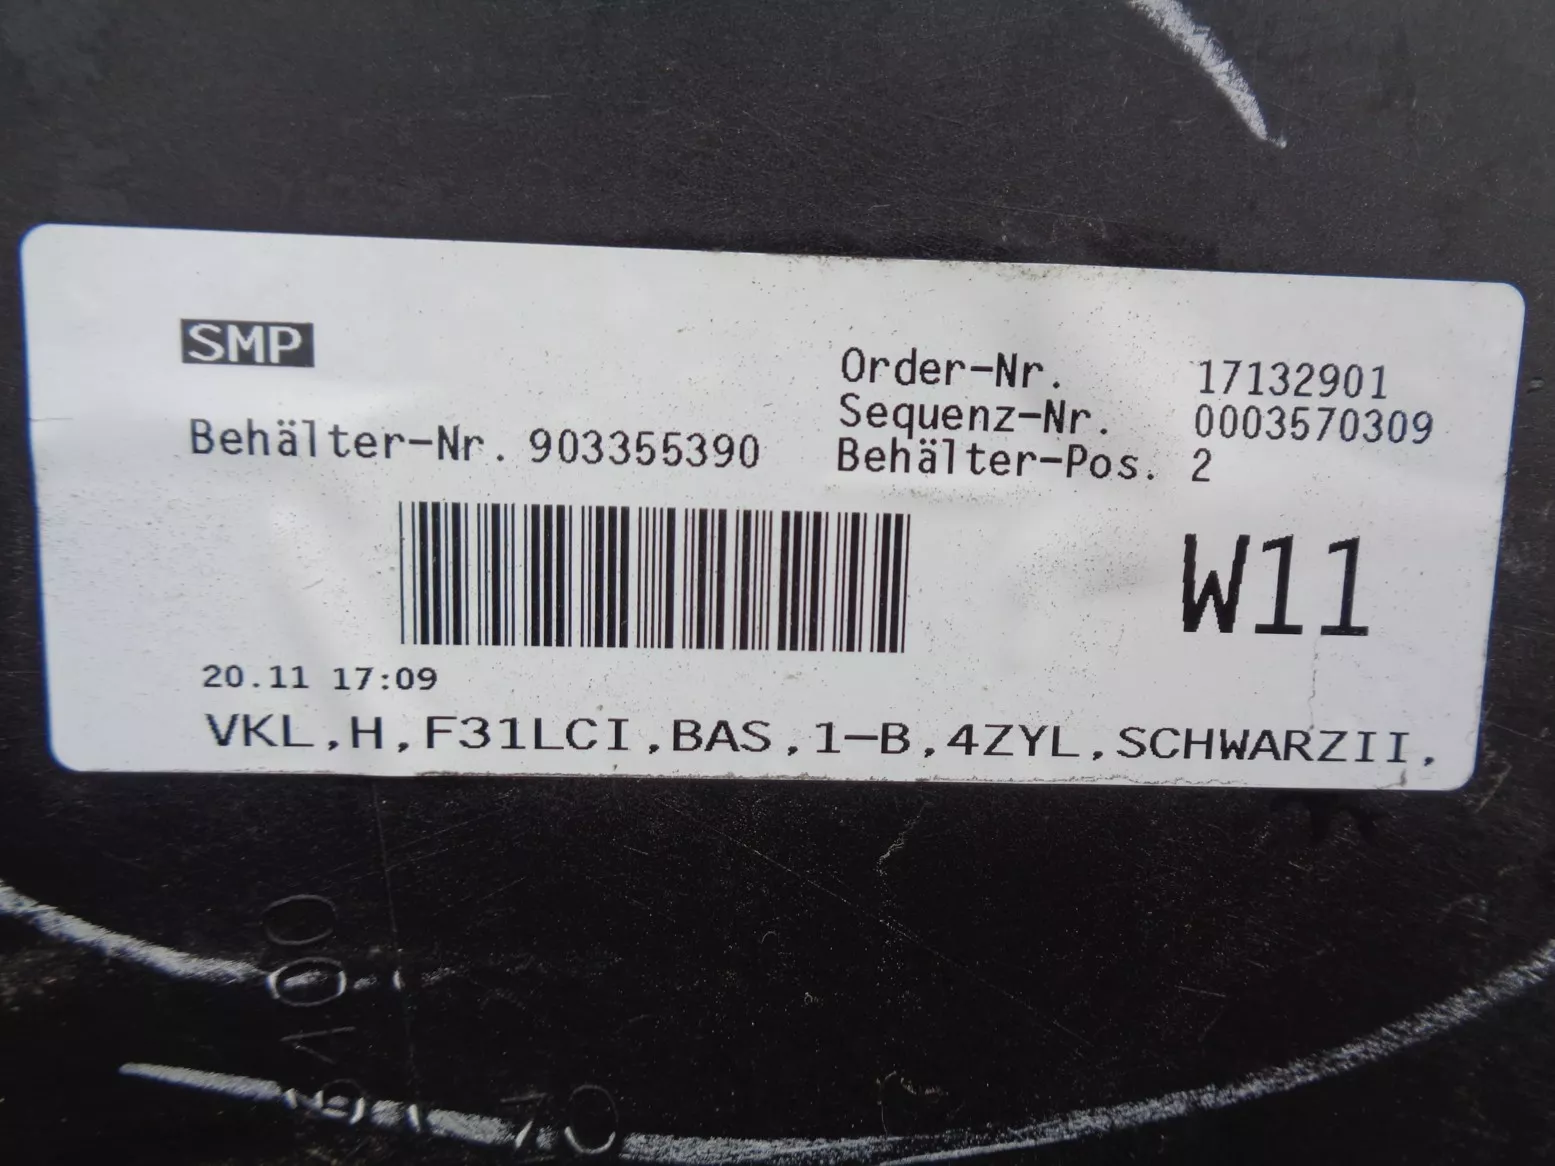 SMP
Order-Nr. 17132901
Sequenz-Nr. 0003570309
Behälter-Nr. 903355390
Behälter-Pos. 2
W11
20.11 17:09
VKL,H,F31LCI,BAS,1-B,4ZYL,SCHWARZII,